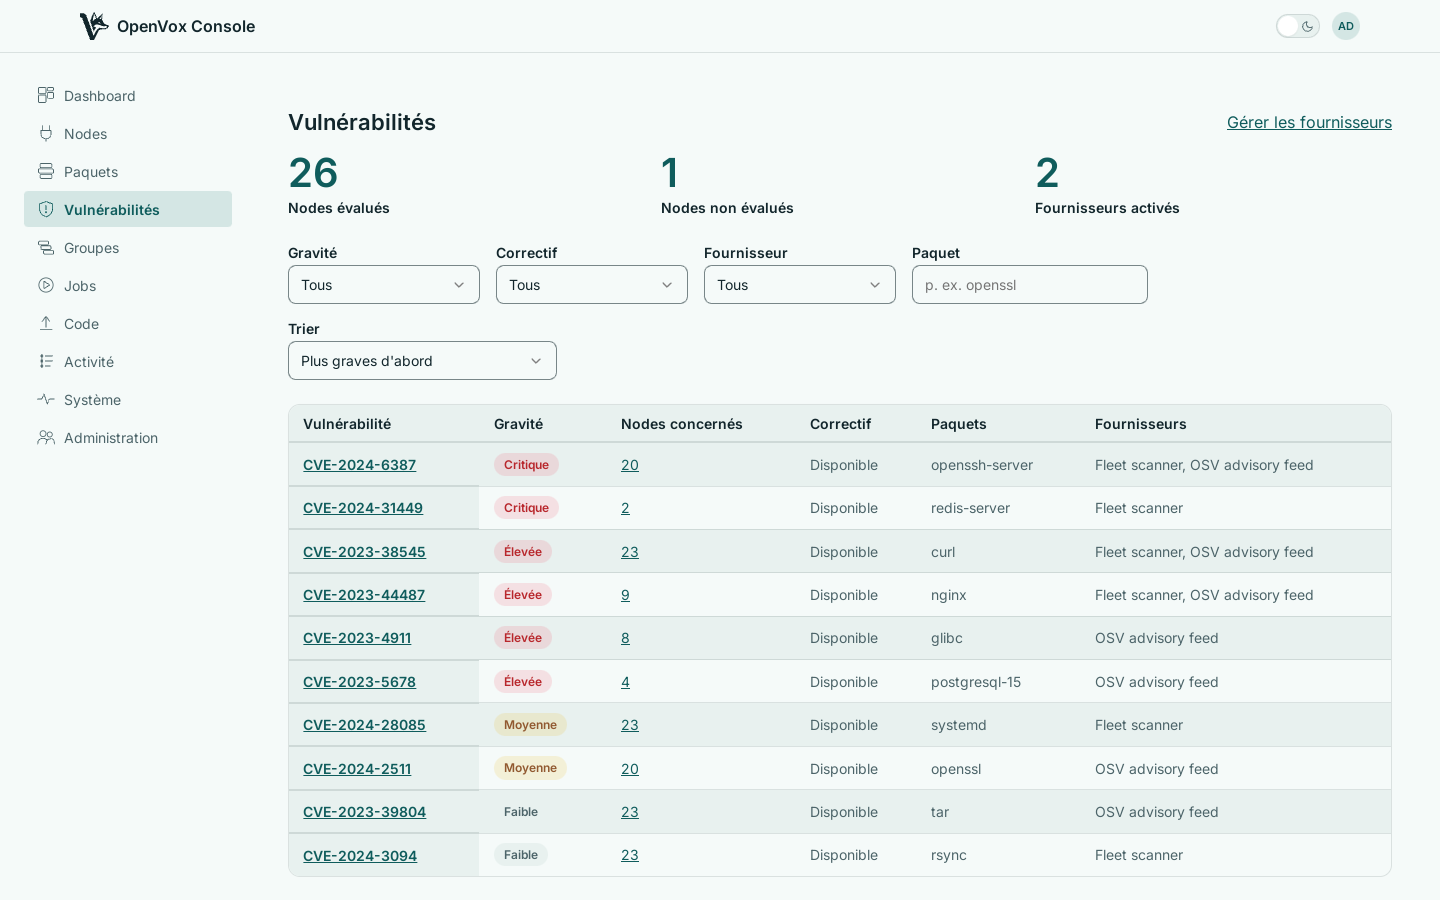 OpenVox Console
AD
Dashboard
Nodes
Paquets
Vulnérabilités
Groupes
Jobs
Code
Activité
Système
Administration
Vulnérabilités
Gérer les fournisseurs
26
Nodes évalués
1
Nodes non évalués
2
Fournisseurs activés
Gravité
Tous
Correctif
Tous
Fournisseur
Tous
Paquet
p. ex. openssl
Trier
Plus graves d'abord
Vulnérabilité Gravité Nodes concernés Correctif Paquets Fournisseurs
CVE-2024-6387 Critique 20 Disponible openssh-server Fleet scanner, OSV advisory feed
CVE-2024-31449 Critique 2 Disponible redis-server Fleet scanner
CVE-2023-38545 Élevée 23 Disponible curl Fleet scanner, OSV advisory feed
CVE-2023-44487 Élevée 9 Disponible nginx Fleet scanner, OSV advisory feed
CVE-2023-4911 Élevée 8 Disponible glibc OSV advisory feed
CVE-2023-5678 Élevée 4 Disponible postgresql-15 OSV advisory feed
CVE-2024-28085 Moyenne 23 Disponible systemd Fleet scanner
CVE-2024-2511 Moyenne 20 Disponible openssl OSV advisory feed
CVE-2023-39804 Faible 23 Disponible tar OSV advisory feed
CVE-2024-3094 Faible 23 Disponible rsync Fleet scanner